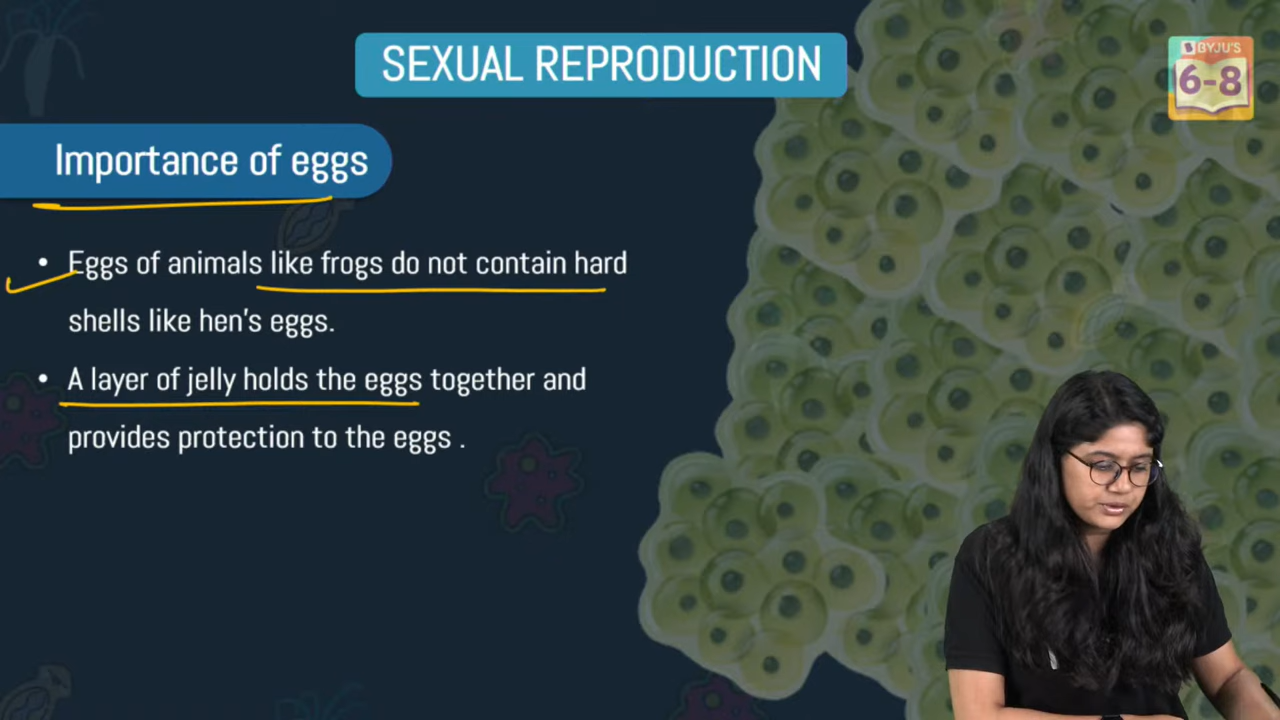 SEXUAL REPRODUCTION
BYJU'S
6-8
Importance of eggs
• Eggs of animals like frogs do not contain hard
shells like hen's eggs.
• A layer of jelly holds the eggs together and
provides protection to the eggs .